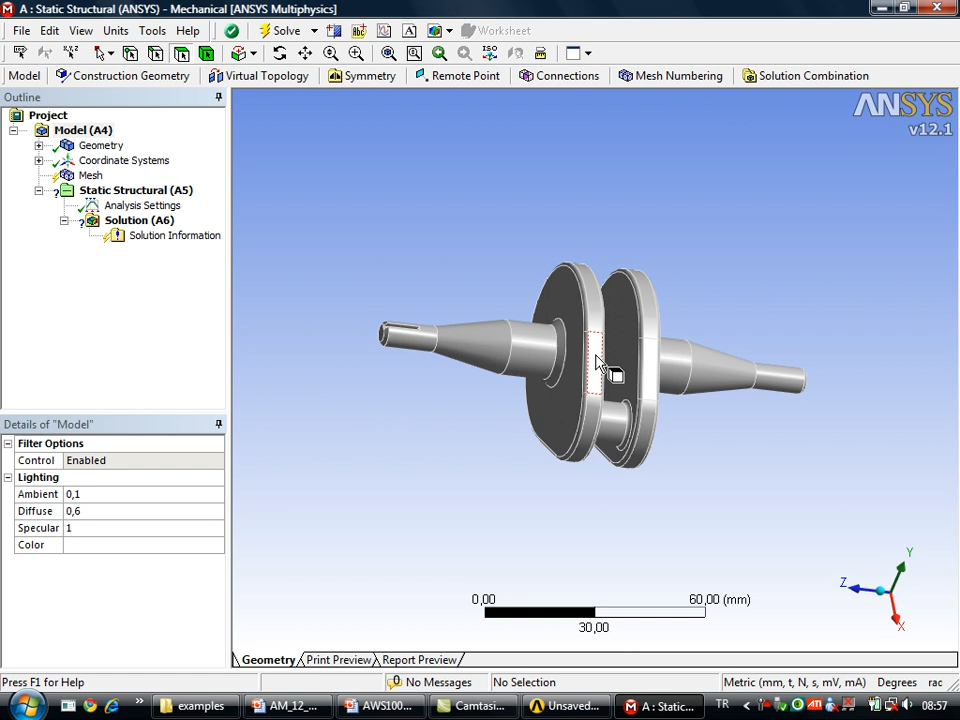 A : Static Structural (ANSYS) - Mechanical [ANSYS Multiphysics]
File Edit View Units Tools Help Solve Worksheet
Model Construction Geometry Virtual Topology Symmetry Remote Point Connections Mesh Numbering Solution Combination
Outline
Project
Model (A4)
Geometry
Coordinate Systems
Mesh
Static Structural (A5)
Analysis Settings
Solution (A6)
Solution Information
Details of "Model"
Filter Options
Control Enabled
Lighting
Ambient 0,1
Diffuse 0,6
Specular 1
Color
ANSYS
v12.1
Y
Z
X
0,00 60,00 (mm)
30,00
Geometry Print Preview Report Preview
Press F1 for Help No Messages No Selection Metric (mm, t, N, s, mV, mA) Degrees rac
examples AM_12_... AWS100... Camtasi... Unsaved... A : Static... TR 08:57